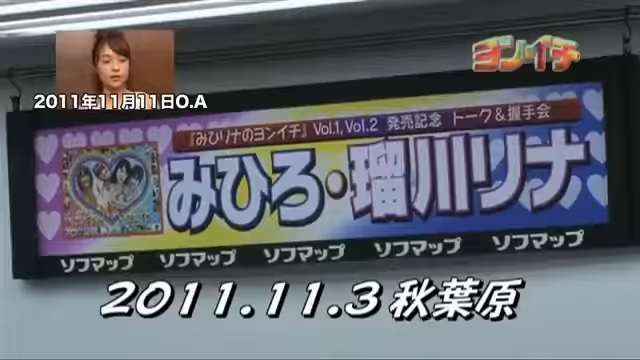 ヨンイチ
2011年11月11日O.A
『みひリナのヨンイチ』 Vol.1, Vol.2 発売記念 トーク＆握手会
みひろ・瑠川リナ
ソフマップ ソフマップ ソフマップ ソフマップ ソフマップ
2011.11.3 秋葉原